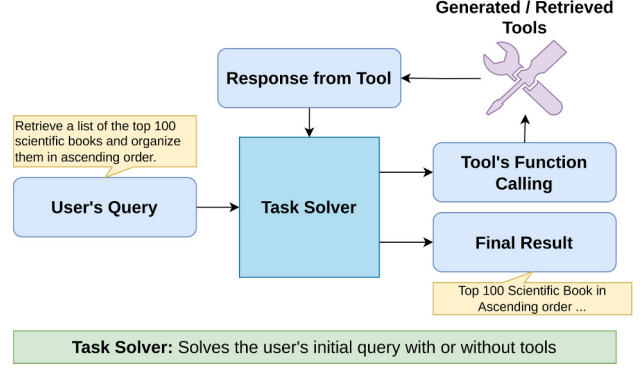 Generated / Retrieved
Tools
Response from Tool
Retrieve a list of the top 100
scientific books and organize
them in ascending order.
User's Query
Task Solver
Tool's Function
Calling
Final Result
Top 100 Scientific Book in
Ascending order ...
Task Solver: Solves the user's initial query with or without tools